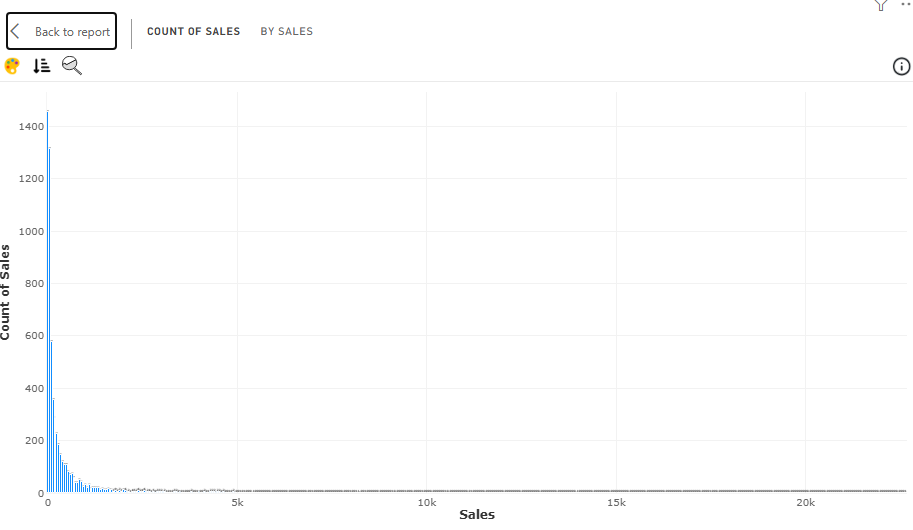 Back to report
COUNT OF SALES
BY SALES
Count of Sales
1400
1200
1000
800
600
400
200
0
0
5k
10k
15k
20k
Sales